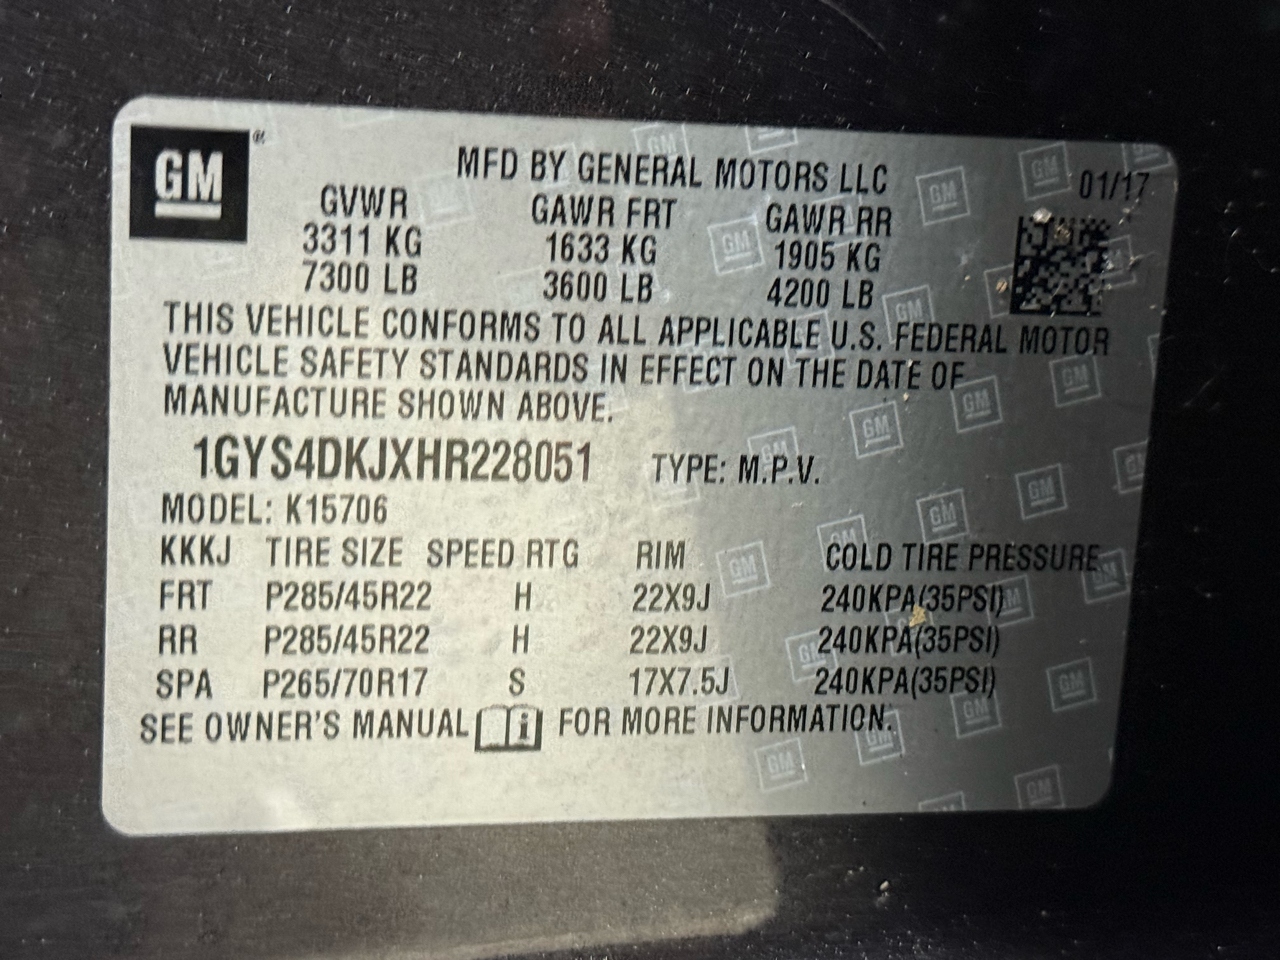 GM®
MFD BY GENERAL MOTORS LLC
01/17
GVWR GAWR FRT GAWR RR
3311 KG 1633 KG 1905 KG
7300 LB 3600 LB 4200 LB
THIS VEHICLE CONFORMS TO ALL APPLICABLE U.S. FEDERAL MOTOR
VEHICLE SAFETY STANDARDS IN EFFECT ON THE DATE OF
MANUFACTURE SHOWN ABOVE.
1GYS4DKJXHR228051 TYPE: M.P.V.
MODEL: K15706
KKKJ TIRE SIZE SPEED RTG RIM COLD TIRE PRESSURE
FRT P285/45R22 H 22X9J 240KPA(35PSI)
RR P285/45R22 H 22X9J 240KPA(35PSI)
SPA P265/70R17 S 17X7.5J 240KPA(35PSI)
SEE OWNER'S MANUAL i FOR MORE INFORMATION.